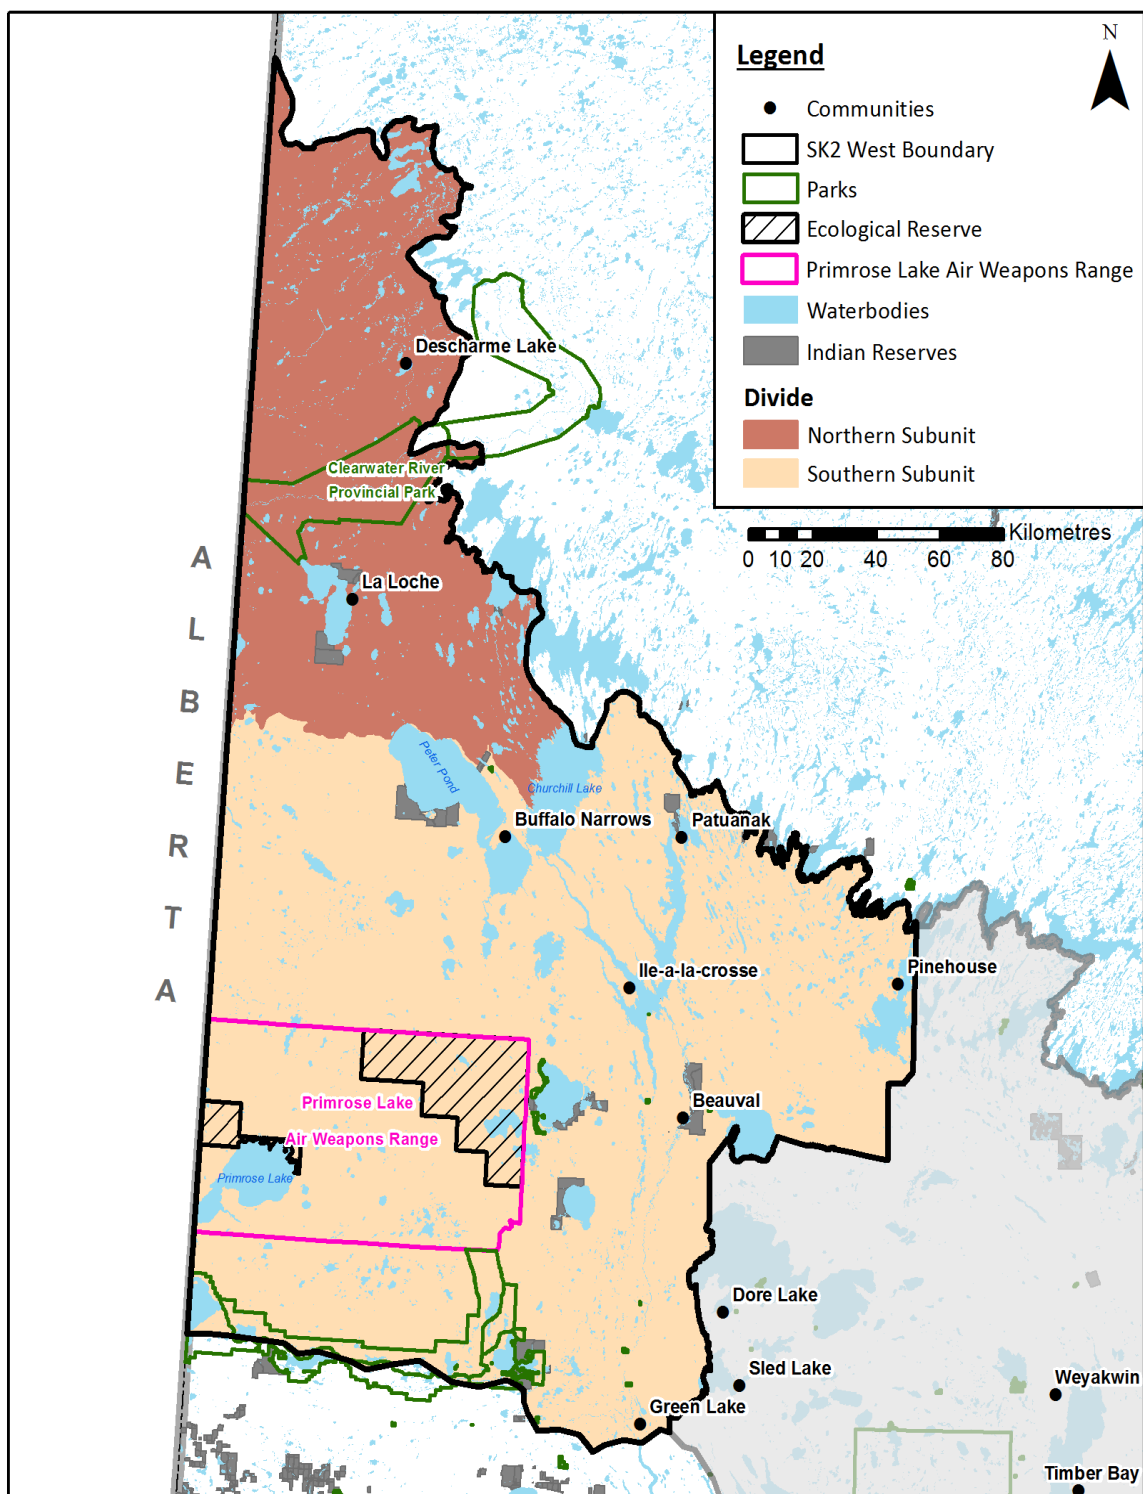 Legend
N
Communities
SK2 West Boundary
Parks
Ecological Reserve
Primrose Lake Air Weapons Range
Waterbodies
Indian Reserves
Divide
Northern Subunit
Southern Subunit
Kilometres
0 10 20 40 60 80
Descharme Lake
Clearwater River
Provincial Park
La Loche
A
L
B
E
R
T
A
Peter Pond
Churchill Lake
Buffalo Narrows
Patuanak
Ile-a-la-crosse
Pinehouse
Primrose Lake
Air Weapons Range
Beauval
Primrose Lake
Dore Lake
Sled Lake
Weyakwin
Green Lake
Timber Bay